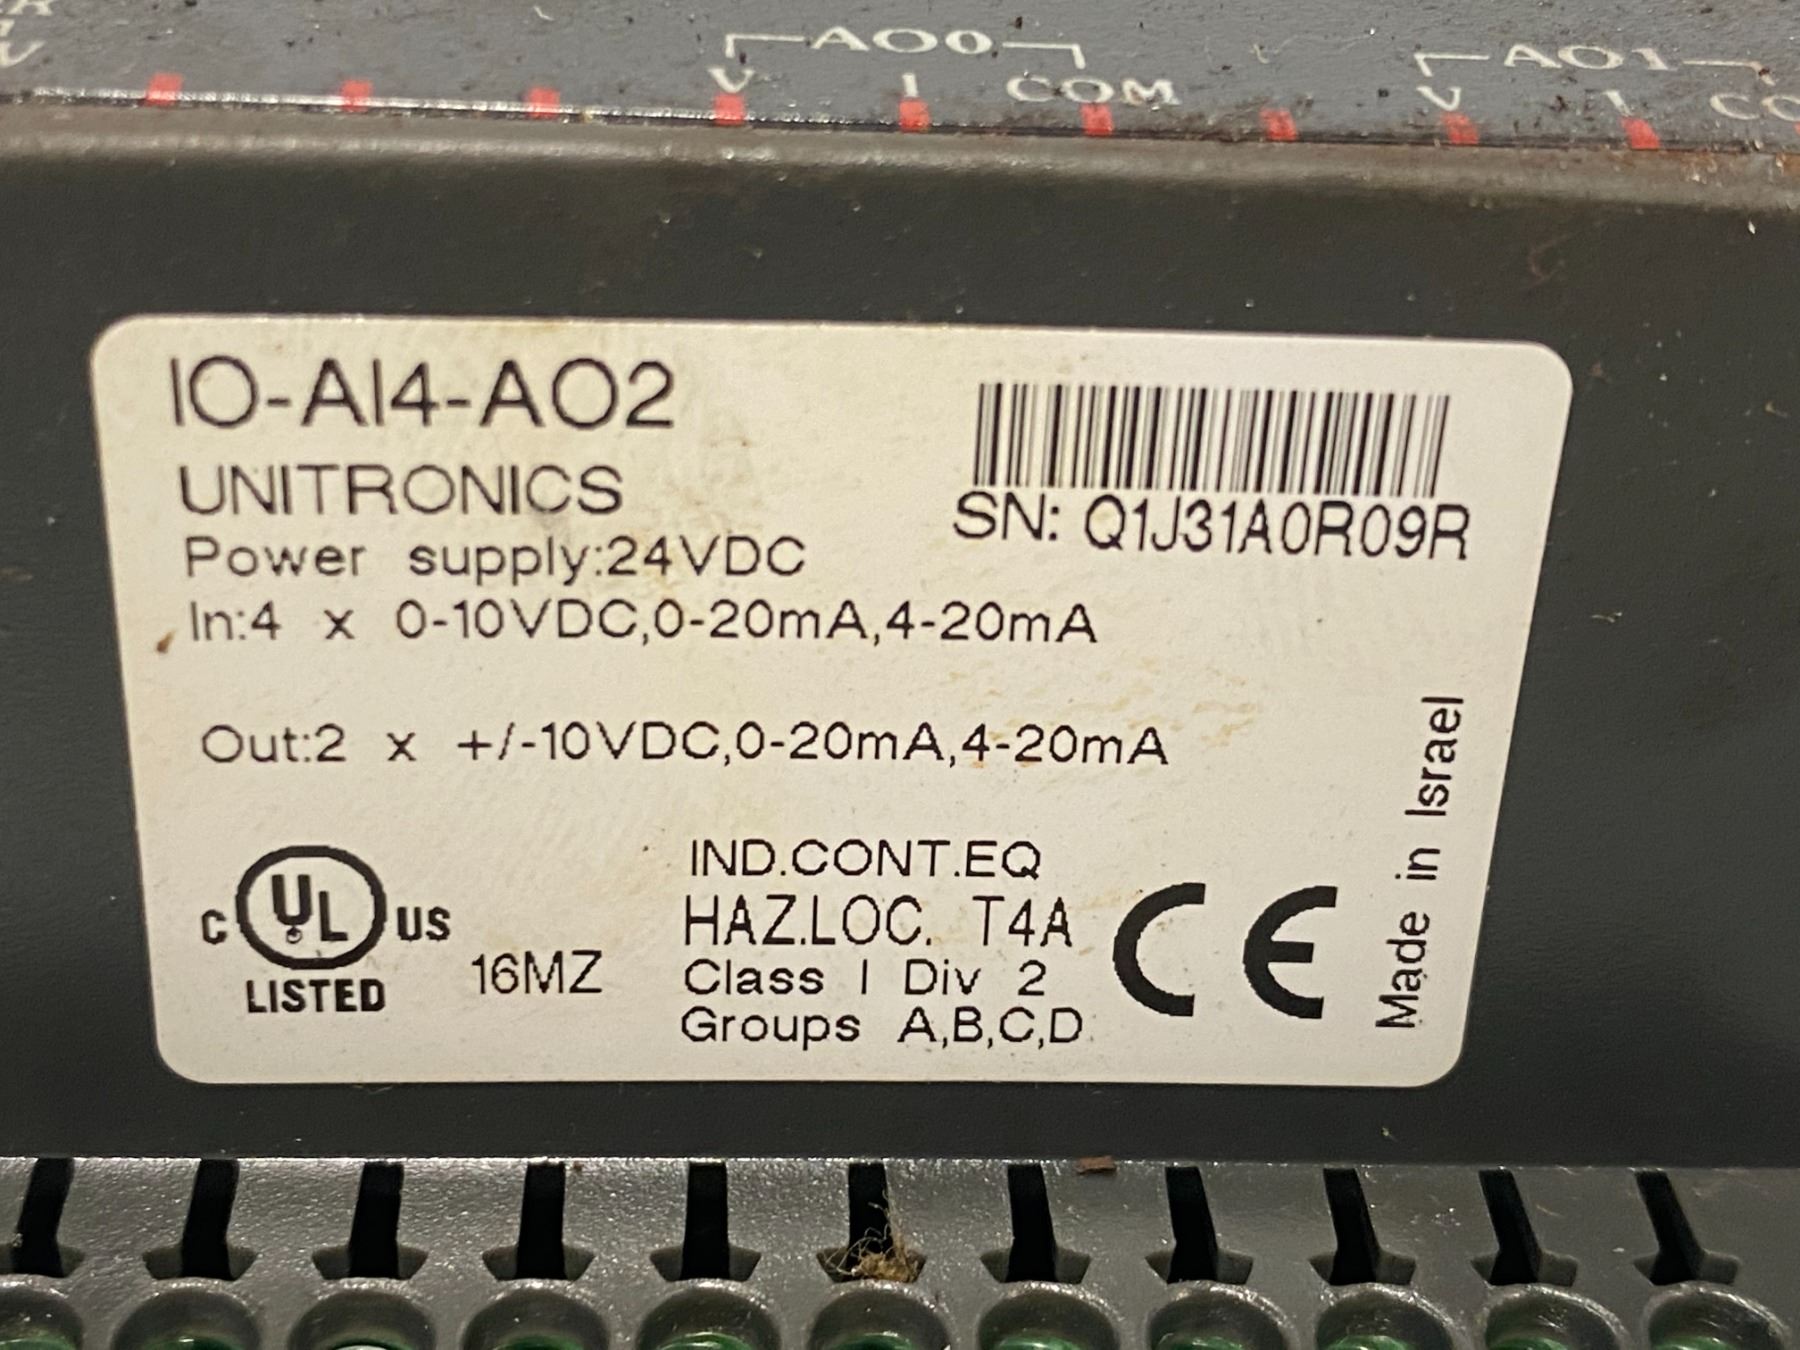 AO0
V I COM
AO1
V I
IO-AI4-AO2
UNITRONICS
SN: Q1J31A0R09R
Power supply:24VDC
In:4 x 0-10VDC,0-20mA,4-20mA
Out:2 x +/-10VDC,0-20mA,4-20mA
Made in Israel
C UL US
LISTED
16MZ
IND.CONT.EQ
HAZ.LOC. T4A
Class I Div 2
Groups A,B,C,D
CE